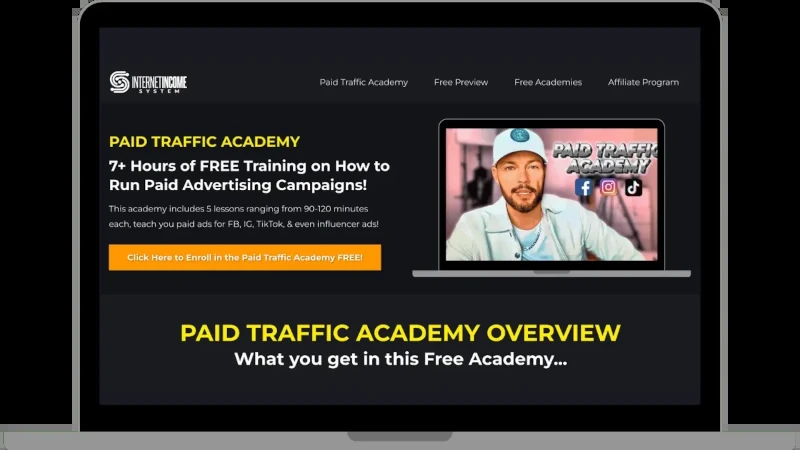 INTERNETINCOME
SYSTEM
Paid Traffic Academy Free Preview Free Academies Affiliate Program
PAID TRAFFIC ACADEMY
7+ Hours of FREE Training on How to
Run Paid Advertising Campaigns!
This academy includes 5 lessons ranging from 90-120 minutes
each, teach you paid ads for FB, IG, TikTok, & even influencer ads!
Click Here to Enroll in the Paid Traffic Academy FREE!
PAID TRAFFIC
ACADEMY
PAID TRAFFIC ACADEMY OVERVIEW
What you get in this Free Academy...